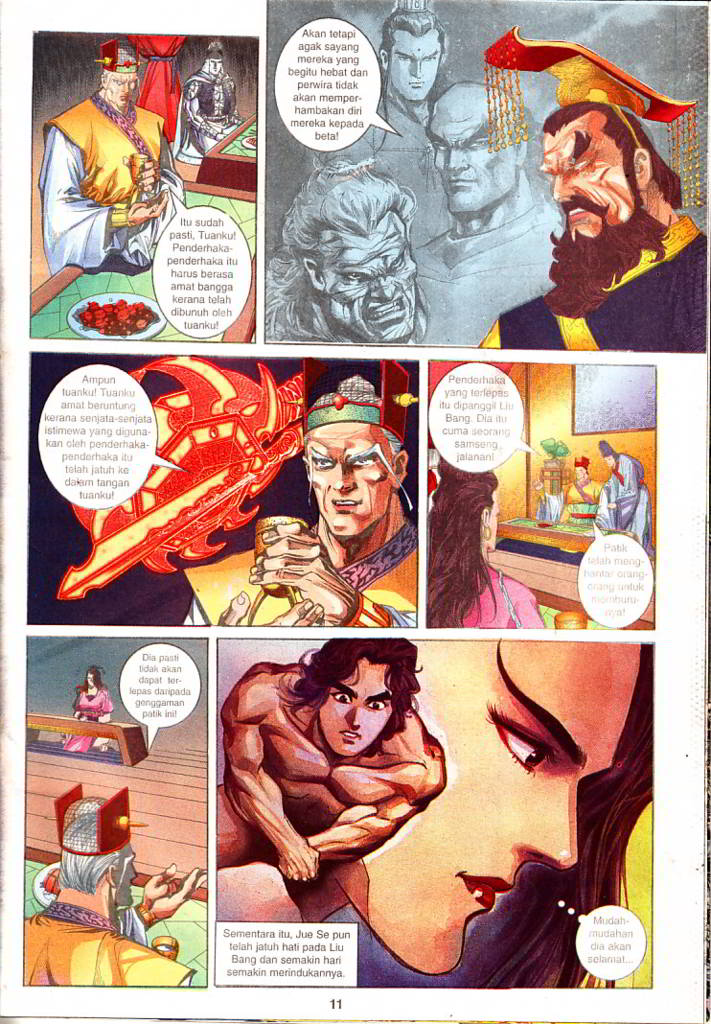 Akan tetapi
agak sayang
mereka yang
begitu hebat dan
perwira tidak
akan memper-
hambakan diri
mereka kepada
beta!
Itu sudah
pasti, Tuanku!
Penderhaka-
penderhaka itu
harus berasa
amat bangga
kerana telah
dibunuh oleh
tuanku!
Ampun
tuanku! Tuanku
amat beruntung
kerana senjata-senjata
istimewa yang diguna-
kan oleh penderhaka-
penderhaka itu
telah jatuh ke
dalam tangan
tuanku!
Penderhaka
yang terlepas
itu dipanggil Liu
Bang. Dia itu
cuma seorang
samseng
jalanan!
Patik
telah meng-
hantar orang-
orang untuk
memburu-
nya!
Dia pasti
tidak akan
dapat ter-
lepas daripada
genggaman
patik ini!
Sementara itu, Jue Se pun
telah jatuh hati pada Liu
Bang dan semakin hari
semakin merindukannya.
Mudah-
mudahan
dia akan
selamat...
11